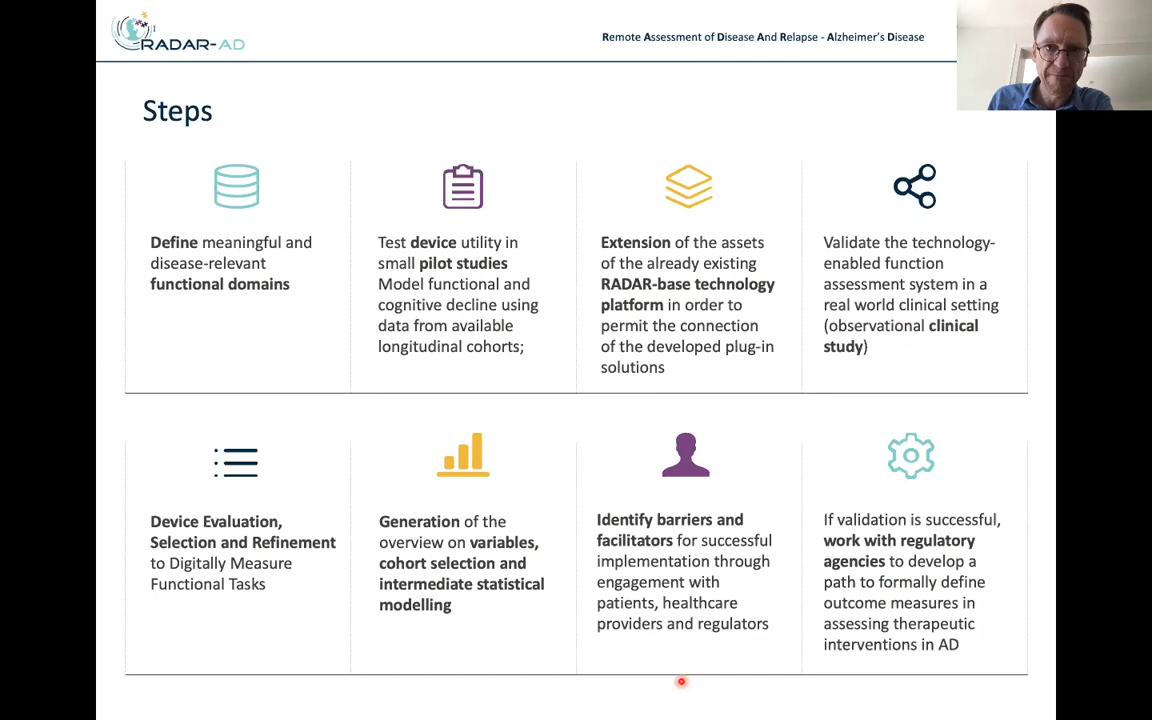 RADAR-AD
Remote Assessment of Disease And Relapse - Alzheimer's Disease
Steps
Define meaningful and
disease-relevant
functional domains
Test device utility in
small pilot studies
Model functional and
cognitive decline using
data from available
longitudinal cohorts;
Extension of the assets
of the already existing
RADAR-base technology
platform in order to
permit the connection
of the developed plug-in
solutions
Validate the technology-
enabled function
assessment system in a
real world clinical setting
(observational clinical
study)
Device Evaluation,
Selection and Refinement
to Digitally Measure
Functional Tasks
Generation of the
overview on variables,
cohort selection and
intermediate statistical
modelling
Identify barriers and
facilitators for successful
implementation through
engagement with
patients, healthcare
providers and regulators
If validation is successful,
work with regulatory
agencies to develop a
path to formally define
outcome measures in
assessing therapeutic
interventions in AD